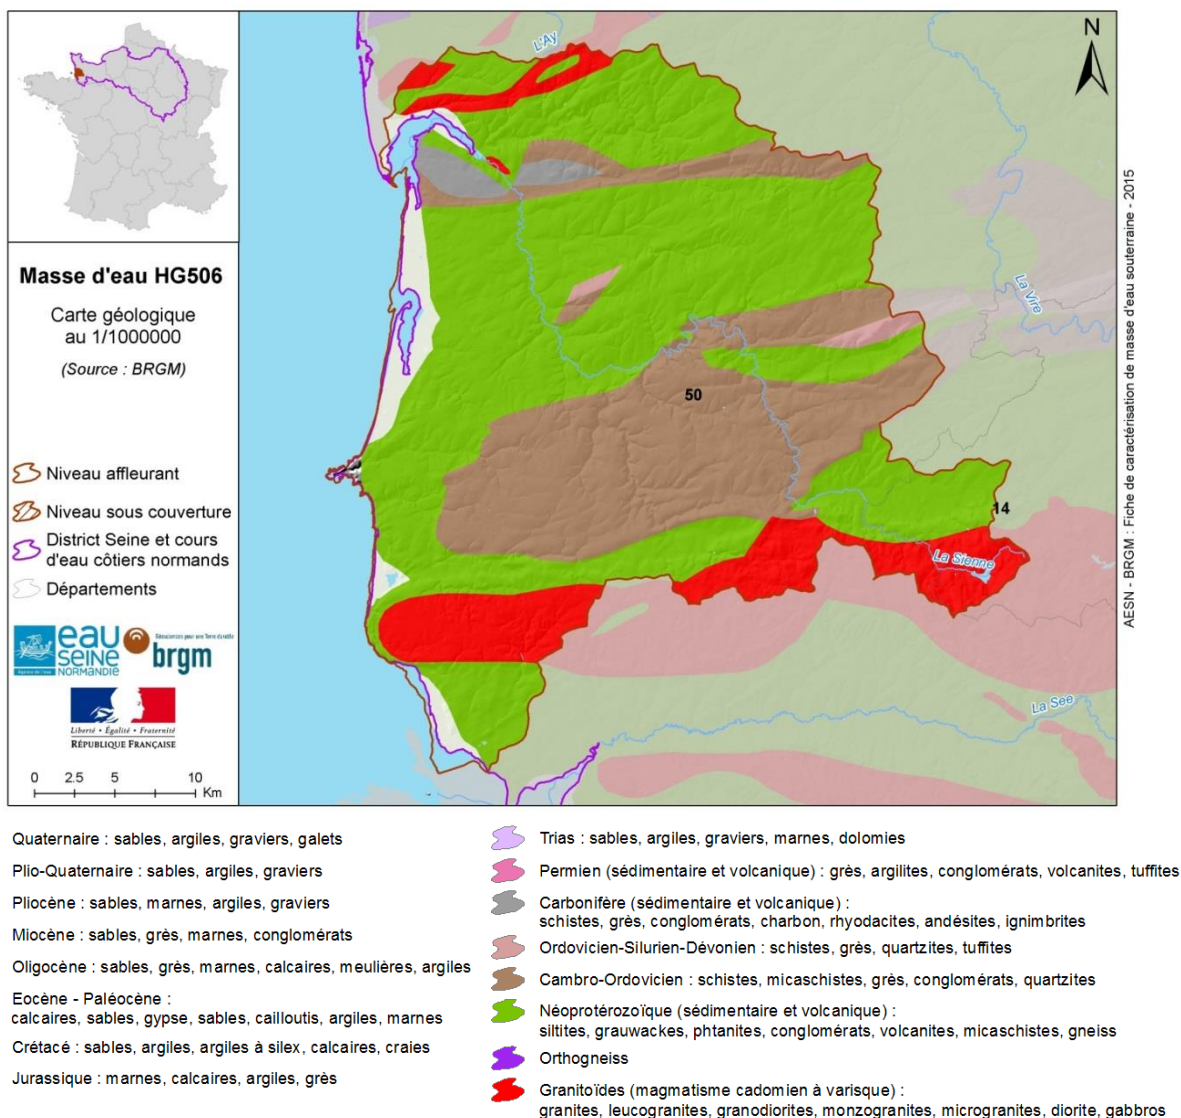 Masse d'eau HG506
Carte géologique
au 1/1000000
(Source : BRGM)
Niveau affleurant
Niveau sous couverture
District Seine et cours
d'eau côtiers normands
Départements
eau
SEINE
NORMANDIE
Géosciences pour une Terre durable
brgm
Liberté • Égalité • Fraternité
RÉPUBLIQUE FRANÇAISE
0 2.5 5 10
Km
N
L'Ay
La Vire
50
14
La Sienne
La See
AESN - BRGM : Fiche de caractérisation de masse d'eau souterraine - 2015
Quaternaire : sables, argiles, graviers, galets
Plio-Quaternaire : sables, argiles, graviers
Pliocène : sables, marnes, argiles, graviers
Miocène : sables, grès, marnes, conglomérats
Oligocène : sables, grès, marnes, calcaires, meulières, argiles
Eocène - Paléocène :
calcaires, sables, gypse, sables, cailloutis, argiles, marnes
Crétacé : sables, argiles, argiles à silex, calcaires, craies
Jurassique : marnes, calcaires, argiles, grès
Trias : sables, argiles, graviers, marnes, dolomies
Permien (sédimentaire et volcanique) : grès, argilites, conglomérats, volcanites, tuffites
Carbonifère (sédimentaire et volcanique) :
schistes, grès, conglomérats, charbon, rhyodacites, andésites, ignimbrites
Ordovicien-Silurien-Dévonien : schistes, grès, quartzites, tuffites
Cambro-Ordovicien : schistes, micaschistes, grès, conglomérats, quartzites
Néoprotérozoïque (sédimentaire et volcanique) :
siltites, grauwackes, phtanites, conglomérats, volcanites, micaschistes, gneiss
Orthogneiss
Granitoïdes (magmatisme cadomien à varisque) :
granites, leucogranites, granodiorites, monzogranites, microgranites, diorite, gabbros